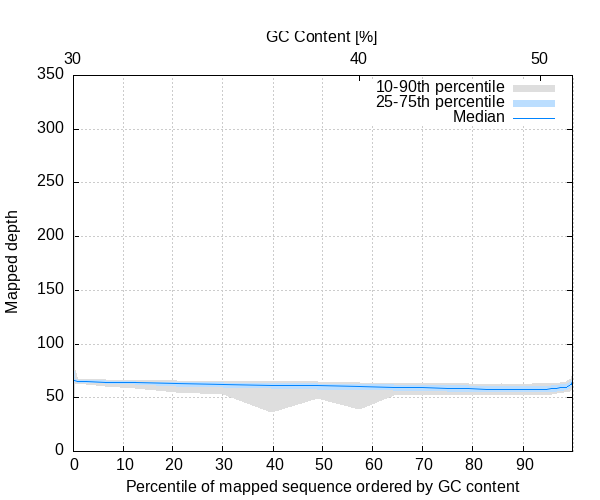 GC Content [%]
30 40 50
350
300
250
200
150
100
50
0
Mapped depth
10-90th percentile
25-75th percentile
Median
0 10 20 30 40 50 60 70 80 90
Percentile of mapped sequence ordered by GC content